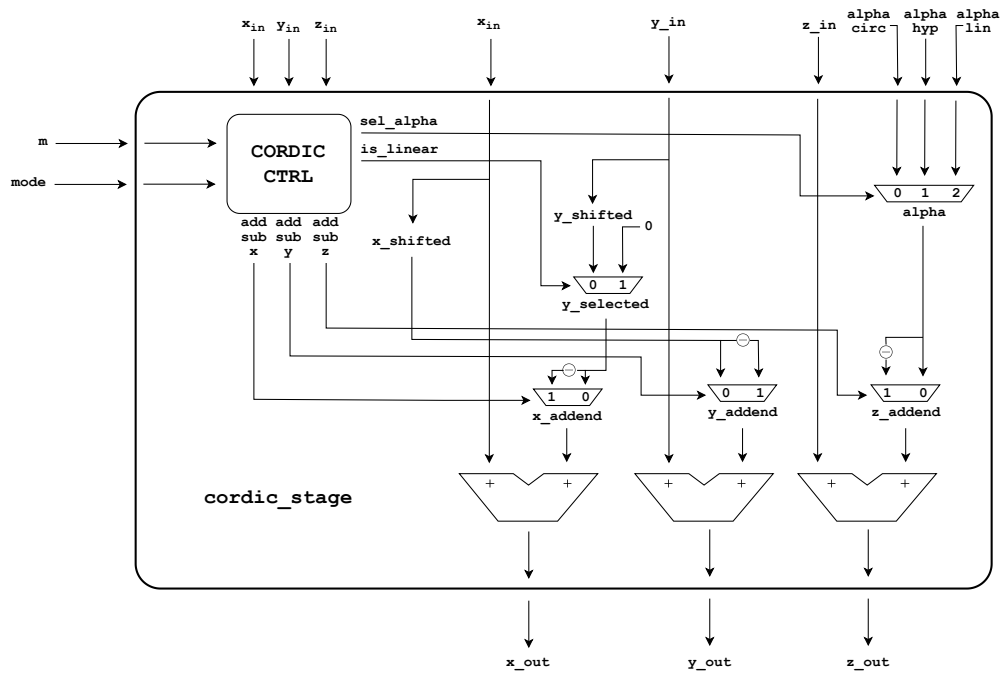 x_in y_in z_in x_in y_in z_in alpha circ alpha hyp alpha lin
m
mode
CORDIC
CTRL
sel_alpha
is_linear
add sub x
add sub y
add sub z
x_shifted
y_shifted
0
0 1
y_selected
0 1 2
alpha
−
−
−
1 0
x_addend
0 1
y_addend
1 0
z_addend
+ +
+ +
+ +
cordic_stage
x_out y_out z_out